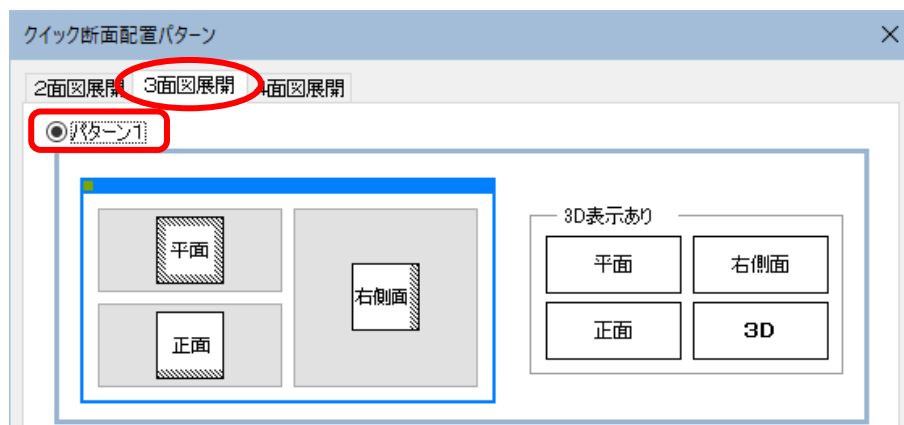 クイック断面配置パターン
2面図展開 3面図展開 4面図展開
パターン1
平面
正面
右側面
3D表示あり
平面 右側面
正面 3D